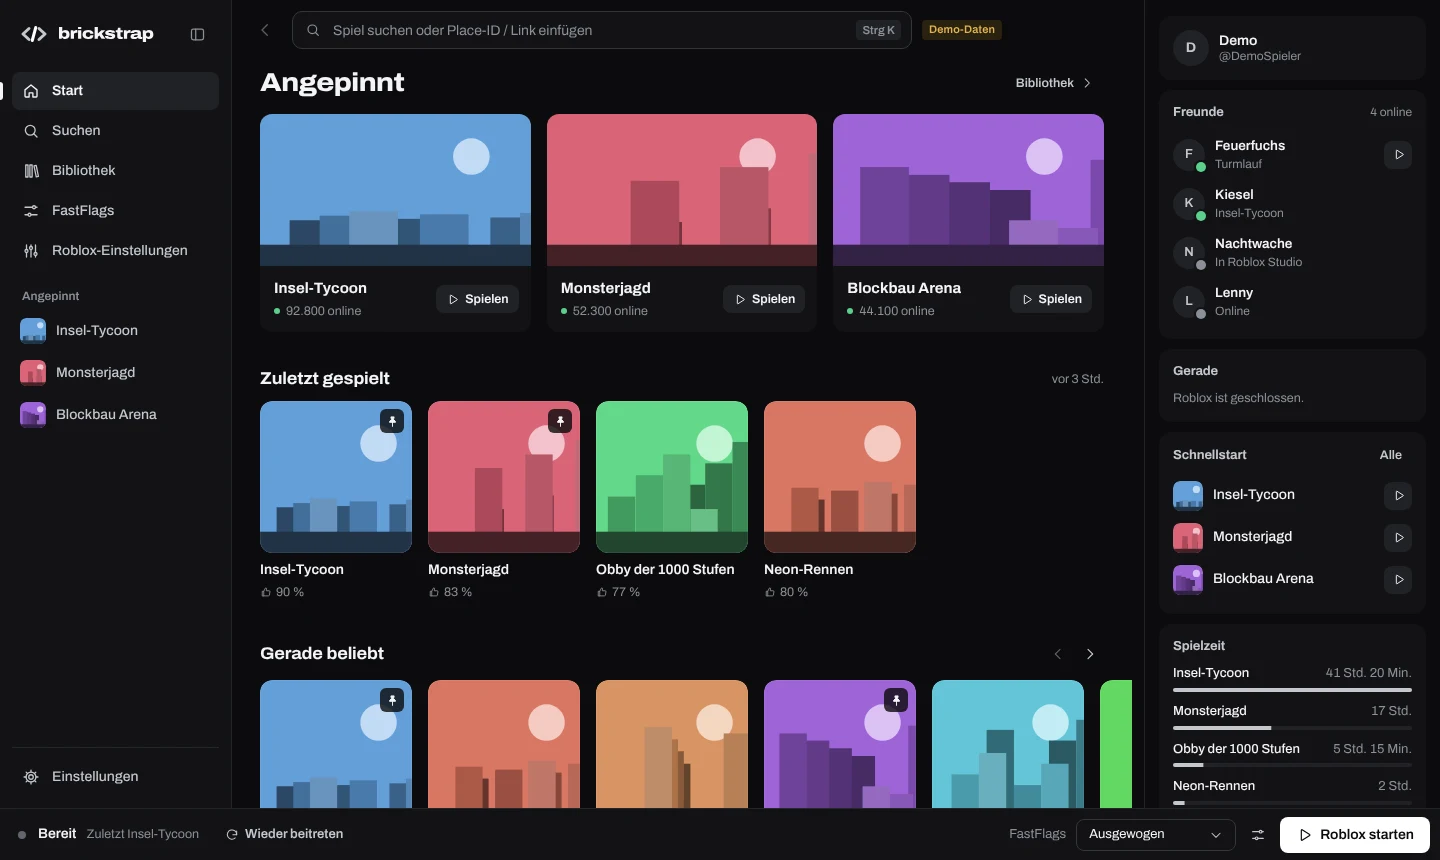 brickstrap
Start
Suchen
Bibliothek
FastFlags
Roblox-Einstellungen
Angepinnt
Insel-Tycoon
Monsterjagd
Blockbau Arena
Einstellungen
Spiel suchen oder Place-ID / Link einfügen
Strg K
Demo-Daten
Angepinnt
Bibliothek
Insel-Tycoon
92.800 online
Spielen
Monsterjagd
52.300 online
Spielen
Blockbau Arena
44.100 online
Spielen
Zuletzt gespielt
vor 3 Std.
Insel-Tycoon
90 %
Monsterjagd
83 %
Obby der 1000 Stufen
77 %
Neon-Rennen
80 %
Gerade beliebt
D
Demo
@DemoSpieler
Freunde
4 online
F
Feuerfuchs
Turmlauf
K
Kiesel
Insel-Tycoon
N
Nachtwache
In Roblox Studio
L
Lenny
Online
Gerade
Roblox ist geschlossen.
Schnellstart
Alle
Insel-Tycoon
Monsterjagd
Blockbau Arena
Spielzeit
Insel-Tycoon
41 Std. 20 Min.
Monsterjagd
17 Std.
Obby der 1000 Stufen
5 Std. 15 Min.
Neon-Rennen
2 Std.
Bereit
Zuletzt Insel-Tycoon
Wieder beitreten
FastFlags
Ausgewogen
Roblox starten